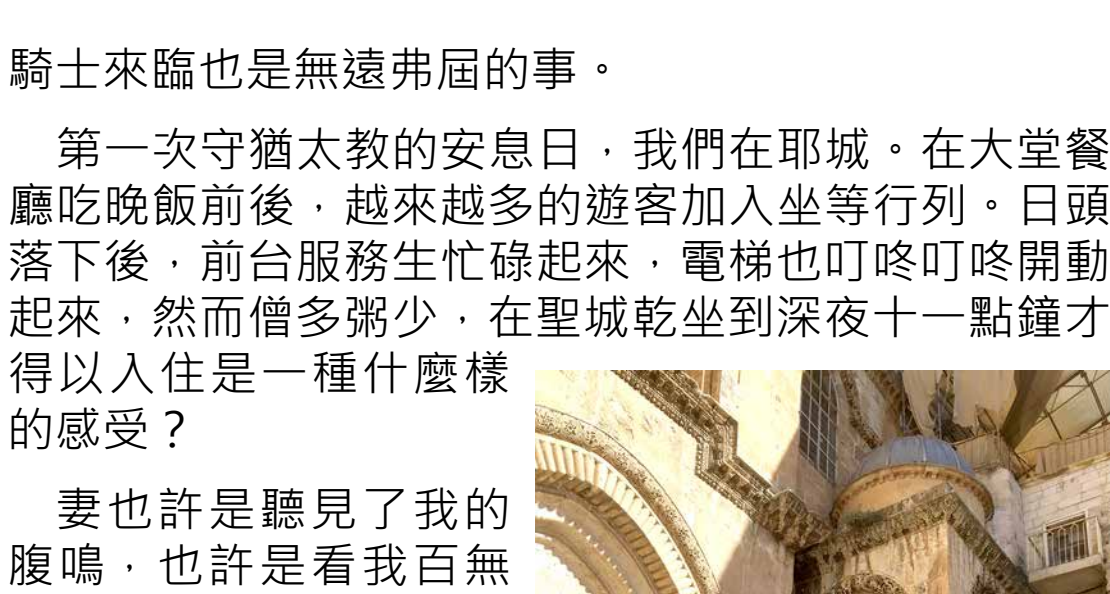 騎士來臨也是無遠弗屆的事。
第一次守猶太教的安息日，我們在耶城。在大堂餐
廳吃晚飯前後，越來越多的遊客加入坐等行列。日頭
落下後，前台服務生忙碌起來，電梯也叮咚叮咚開動
起來，然而僧多粥少，在聖城乾坐到深夜十一點鐘才
得以入住是一種什麼樣
的感受？
妻也許是聽見了我的
腹鳴，也許是看我百無